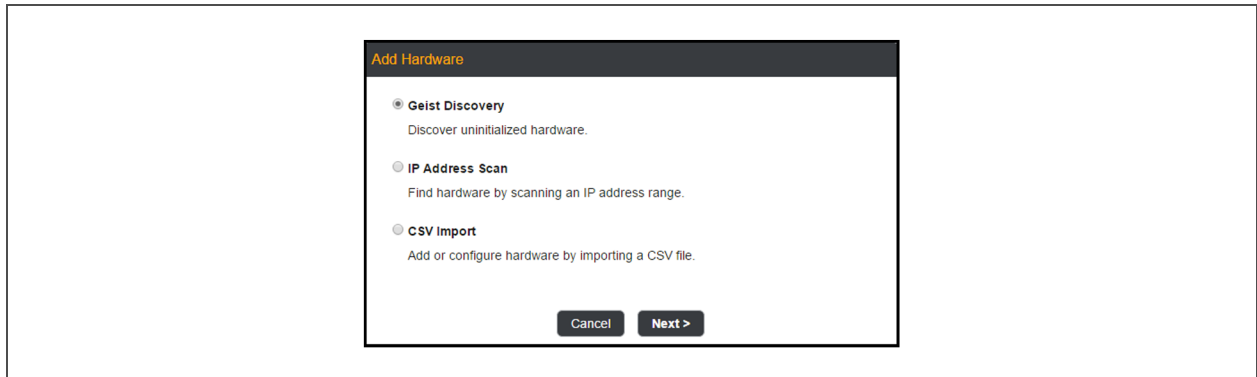 Add Hardware
Geist Discovery
Discover uninitialized hardware.
IP Address Scan
Find hardware by scanning an IP address range.
CSV Import
Add or configure hardware by importing a CSV file.
Cancel
Next >